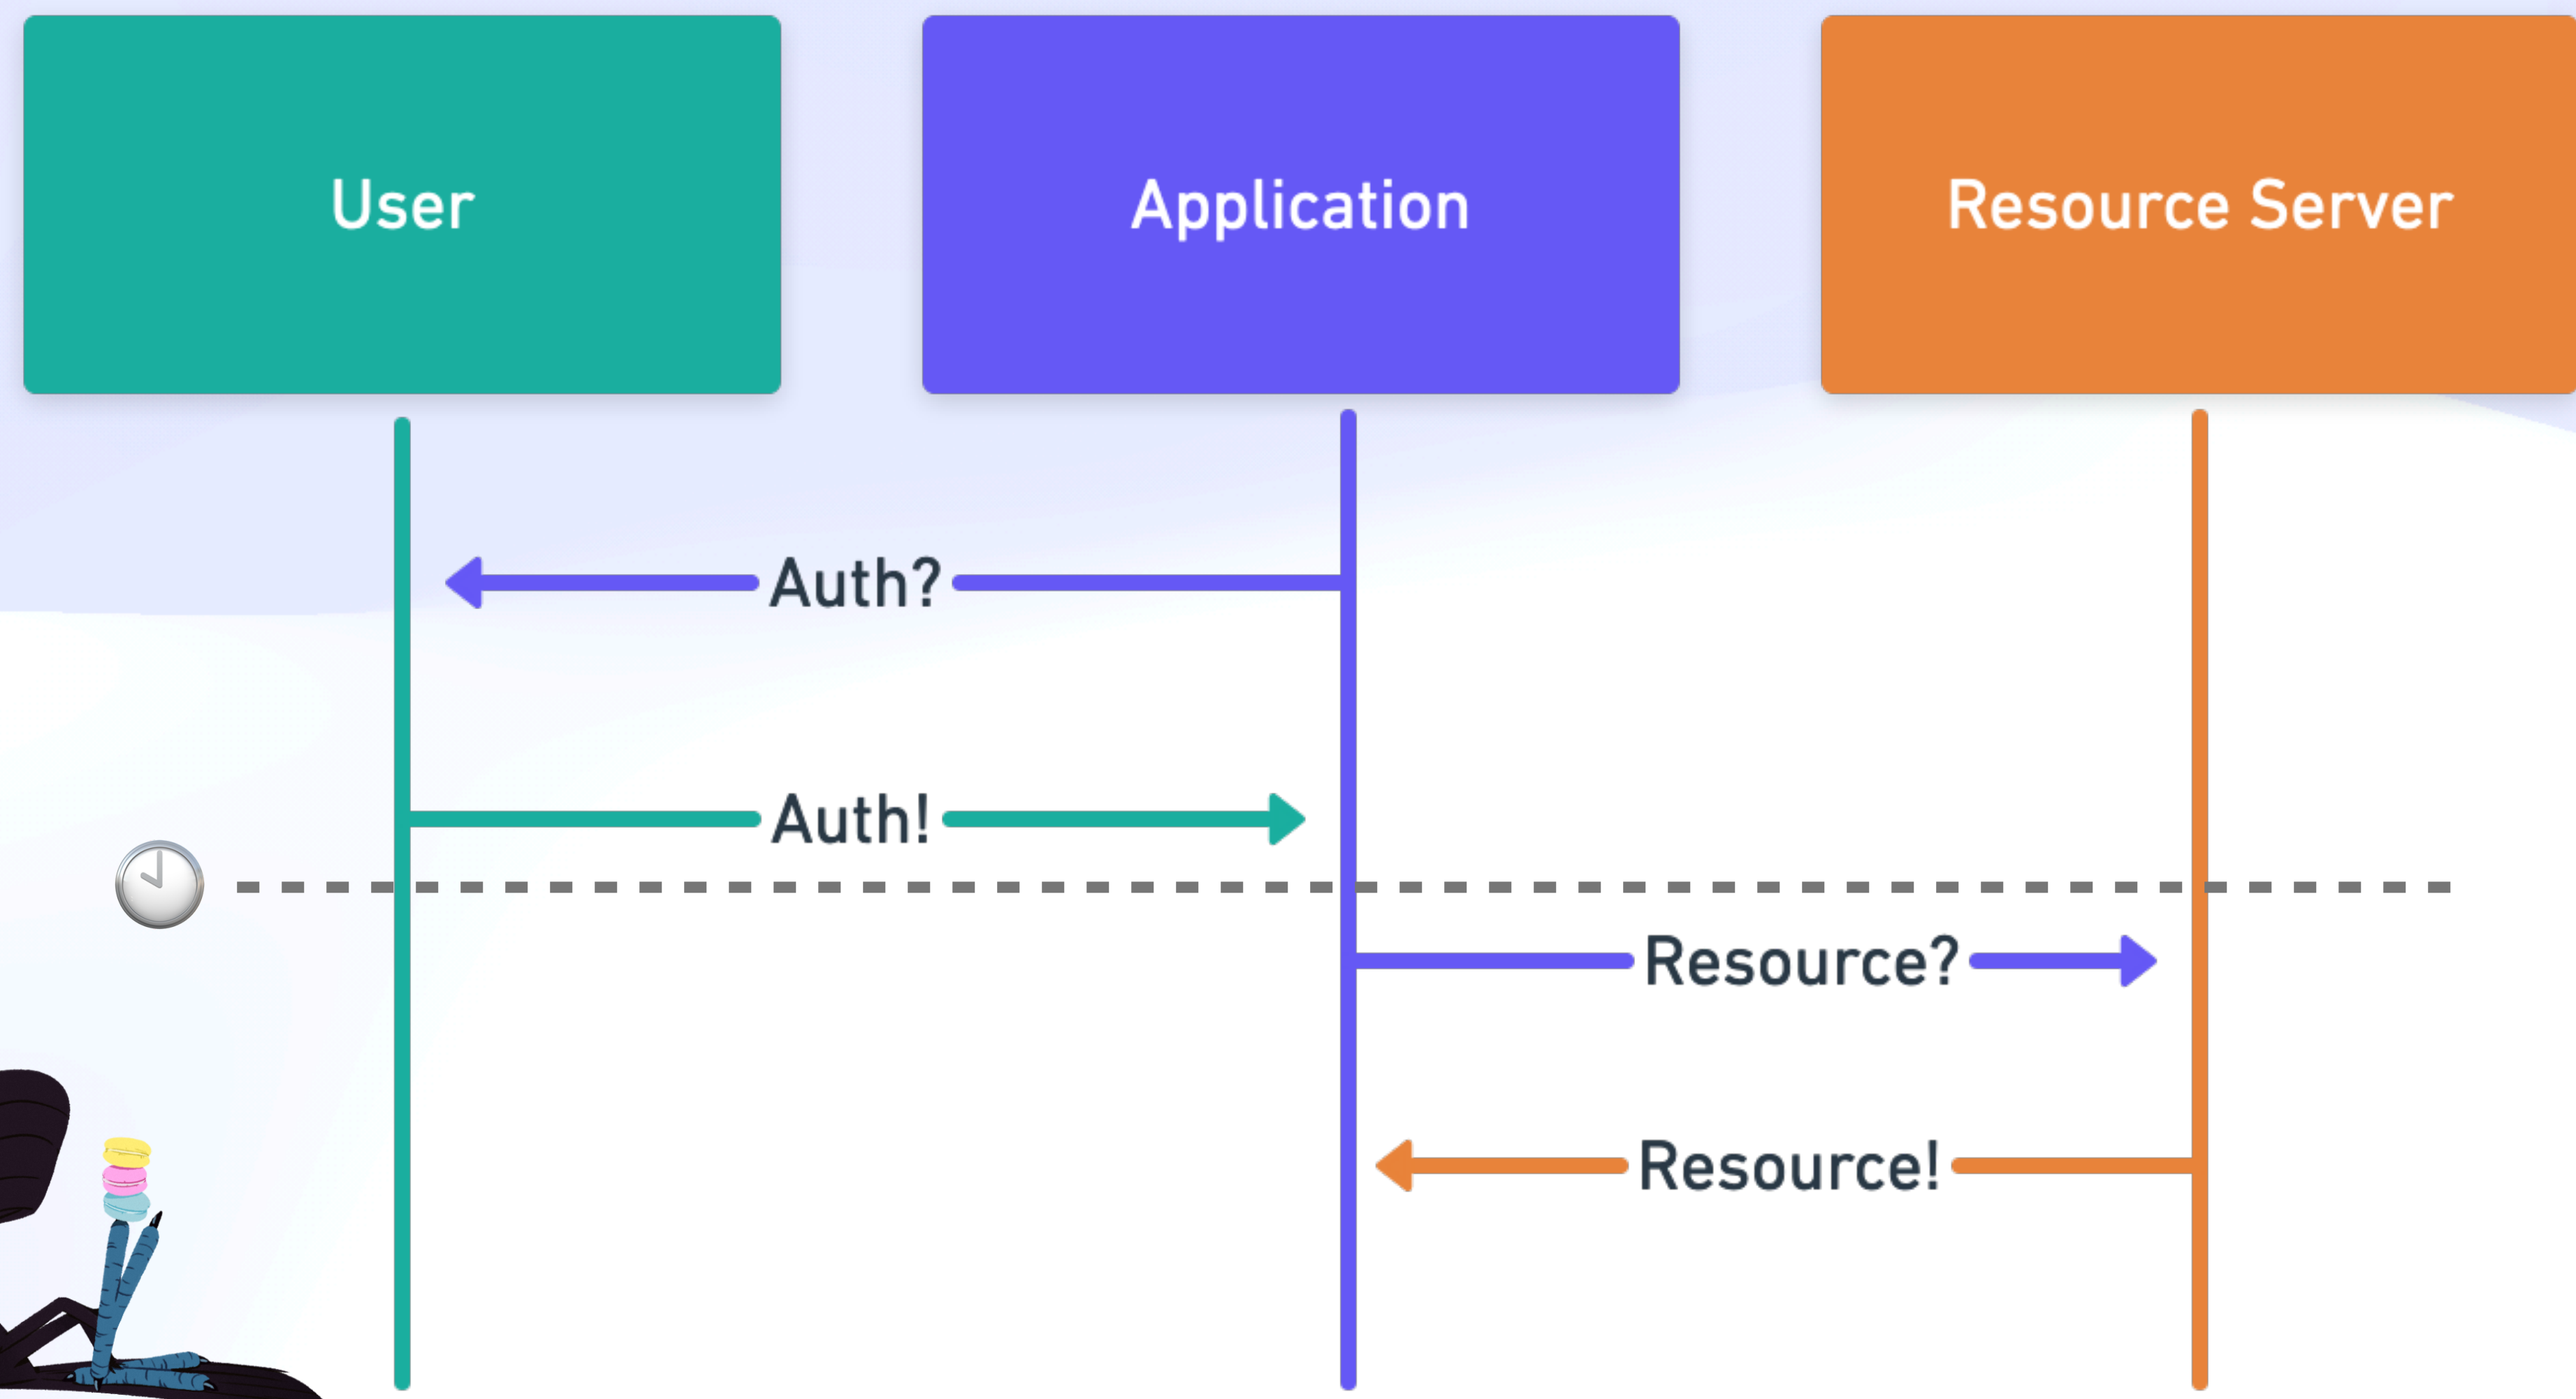 User
Application
Resource Server
Auth?
Auth!
Resource?
Resource!